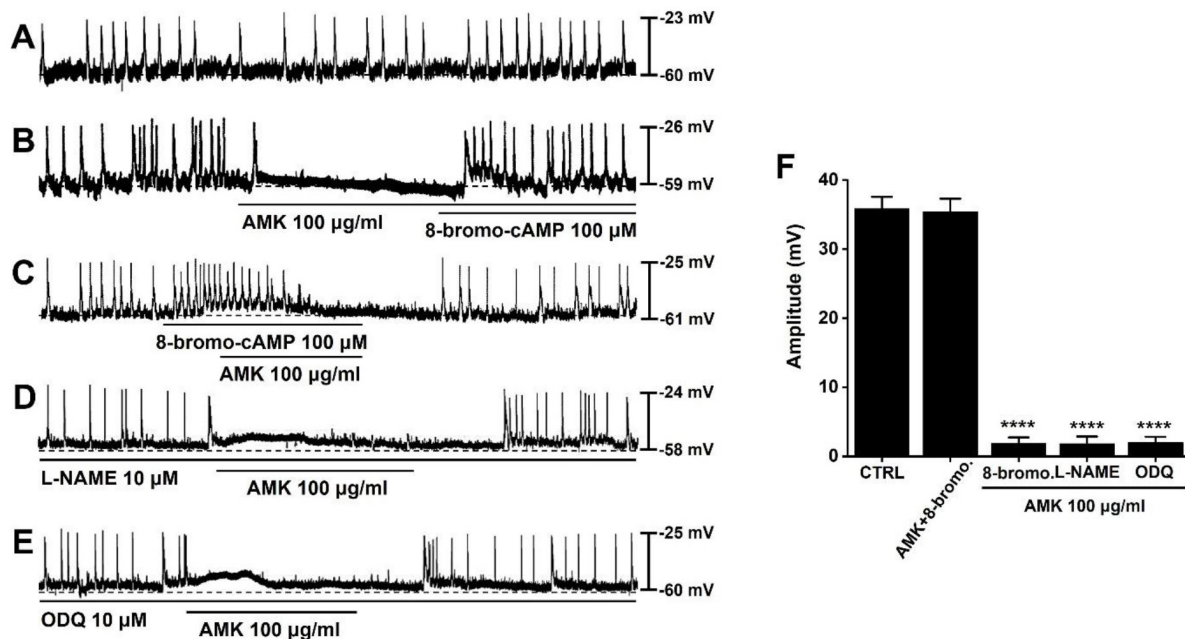 A
-23 mV
-60 mV
B
-26 mV
-59 mV
AMK 100 µg/ml
8-bromo-cAMP 100 µM
C
-25 mV
-61 mV
8-bromo-cAMP 100 µM
AMK 100 µg/ml
D
-24 mV
-58 mV
L-NAME 10 µM
AMK 100 µg/ml
E
-25 mV
-60 mV
ODQ 10 µM
AMK 100 µg/ml
F
Amplitude (mV)
40
30
20
10
0
**** **** ****
CTRL
AMK+8-bromo.
8-bromo. L-NAME ODQ
AMK 100 µg/ml